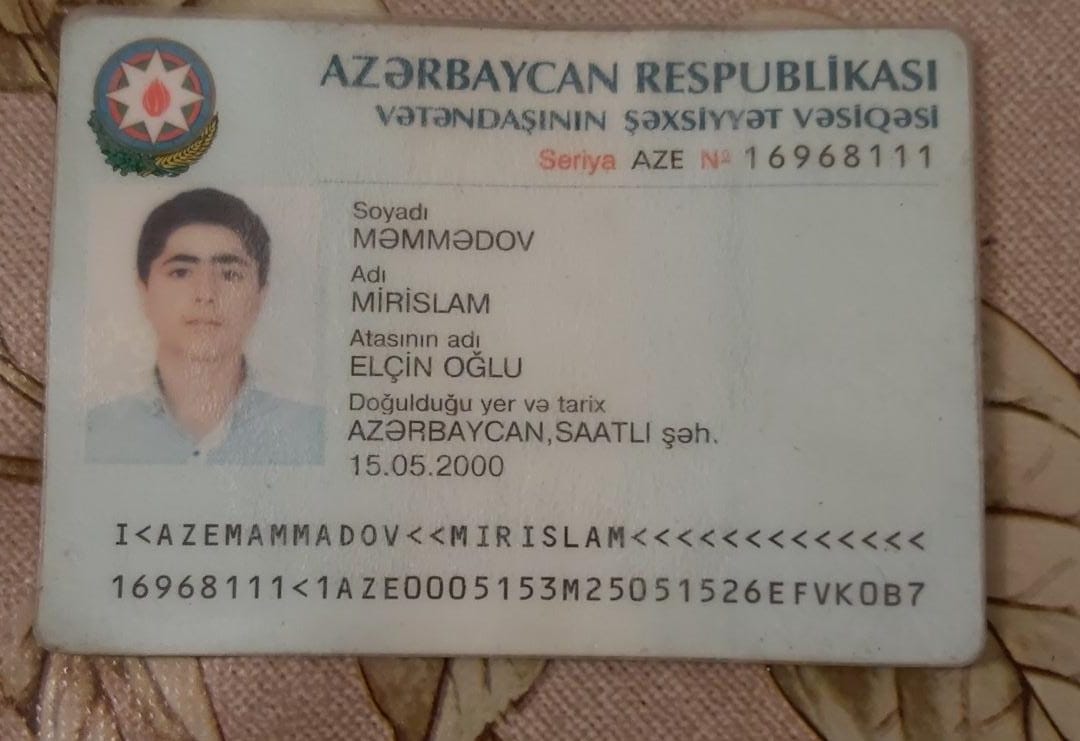 AZƏRBAYCAN RESPUBLİKASI
VƏTƏNDAŞININ ŞƏXSİYYƏT VƏSİQƏSİ
Seriya AZE № 16968111
Soyadı
MƏMMƏDOV
Adı
MİRİSLAM
Atasının adı
ELÇİN OĞLU
Doğulduğu yer və tarix
AZƏRBAYCAN,SAATLI şəh.
15.05.2000
I<AZEMAMMADOV<<MIRISLAM<<<<<<<<<<<<<
16968111<1AZE0005153M25051526EFVK0B7